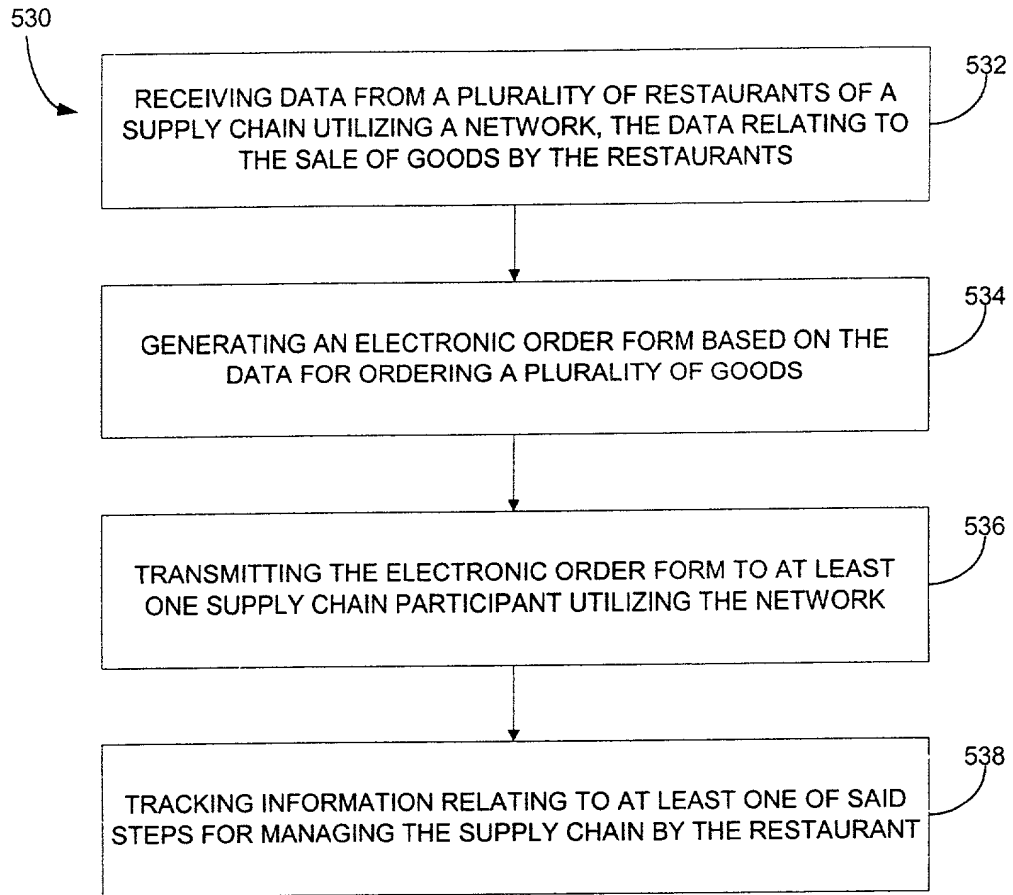 530
532
RECEIVING DATA FROM A PLURALITY OF RESTAURANTS OF A
SUPPLY CHAIN UTILIZING A NETWORK, THE DATA RELATING TO
THE SALE OF GOODS BY THE RESTAURANTS
534
GENERATING AN ELECTRONIC ORDER FORM BASED ON THE
DATA FOR ORDERING A PLURALITY OF GOODS
536
TRANSMITTING THE ELECTRONIC ORDER FORM TO AT LEAST
ONE SUPPLY CHAIN PARTICIPANT UTILIZING THE NETWORK
538
TRACKING INFORMATION RELATING TO AT LEAST ONE OF SAID
STEPS FOR MANAGING THE SUPPLY CHAIN BY THE RESTAURANT